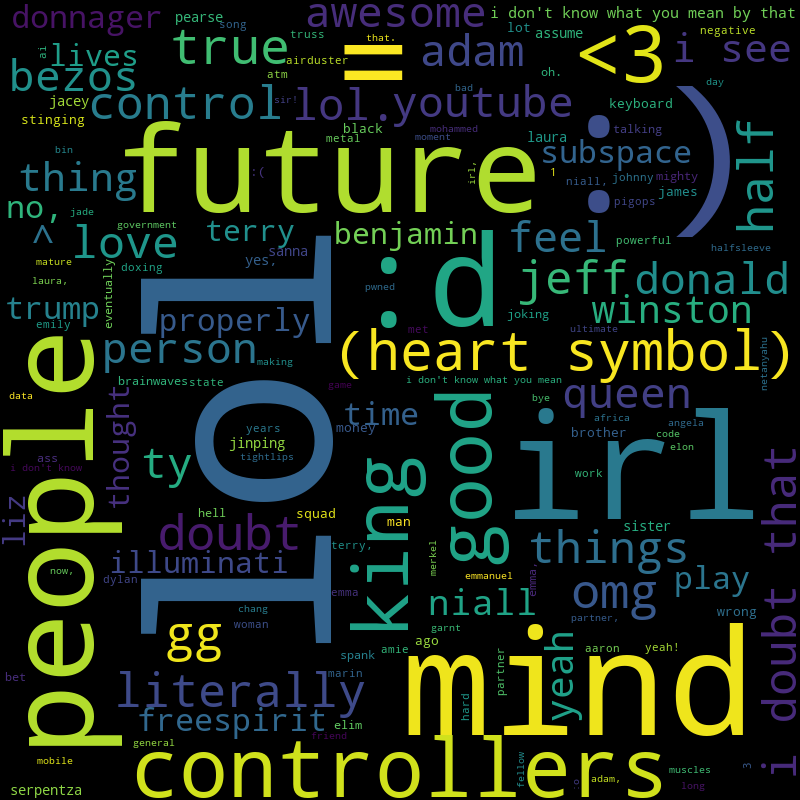 donnager
pearse
song
awesome
i don't know what you mean by that
ai
lives
true
truss
that.
=
adam
lot
assume
<3
i see
negative
bezos
atm
airduster
oh.
jacey
control
sir!
lol.
youtube
bad
keyboard
day
stinging
black
mohammed
:)
talking
bin
thing
future
metal
moment
laura
subspace
half
:(
irl,
1
niall,
johnny
mighty
james
no,
jade
pigops
government
^
love
terry
benjamin
feel
powerful
halfsleeve
sanna
mature
doxing
yes,
:d
laura,
eventually
lol
pwned
jeff
donald
trump
emily
properly
joking
winston
met
ultimate
person
making
(heart symbol)
netanyahu
people
brainwaves
state
i don't know what you mean
game
data
thought
time
good
bye
queen
years
money
africa
angela
jinping
brother
code
irl
elon
ass
tightlips
i don't know
ty
king
work
i doubt that
liz
hell
squad
man
sister
doubt
terry,
merkel
things
illuminati
now,
dylan
emmanuel
emma
emma,
omg
play
niall
chang
woman
garnt
partner,
wrong
gg
ago
mind
yeah
aaron
yeah!
amie
spank
bet
literally
marin
partner
hard
freespirit
elim
friend
general
mobile
controllers
fellow
:o
adam,
muscles
long
3
serpentza